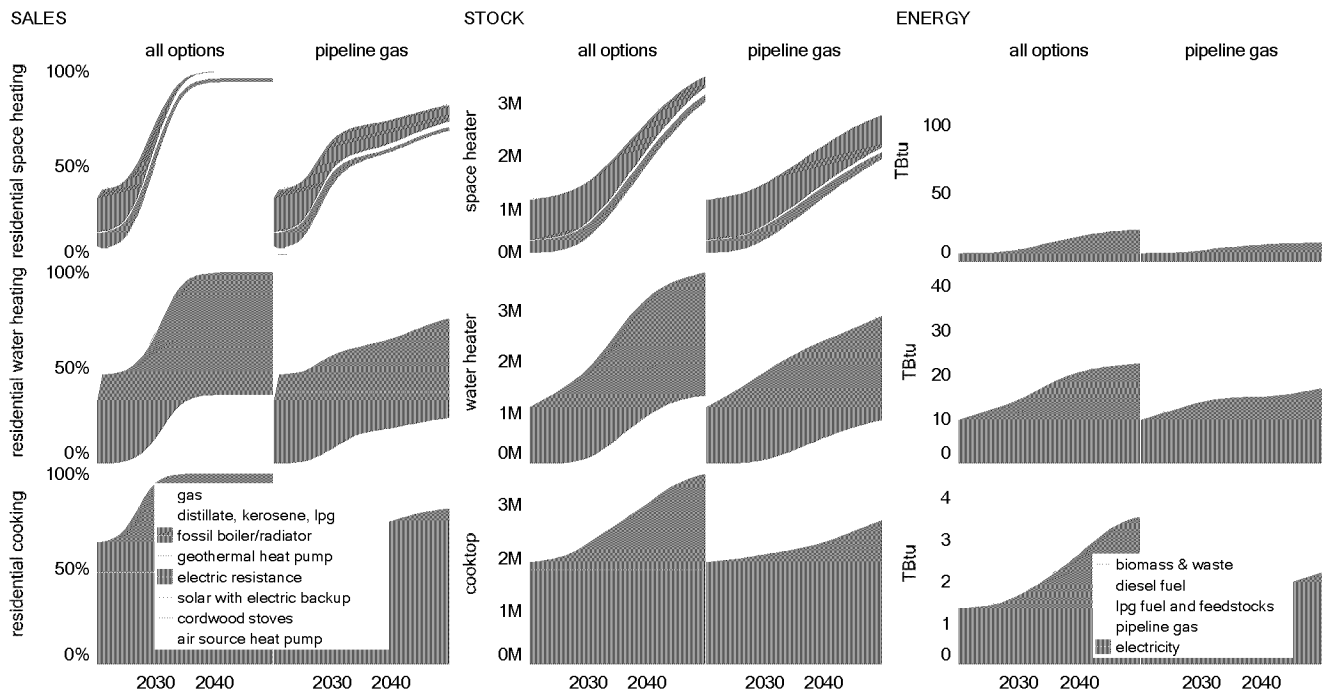 SALES STOCK ENERGY
all options pipeline gas all options pipeline gas all options pipeline gas
residential space heating
100%
50%
0%
space heater
3M
2M
1M
0M
TBtu
100
50
0
residential water heating
100%
50%
0%
water heater
3M
2M
1M
0M
TBtu
40
30
20
10
0
residential cooking
100%
50%
0%
gas
distillate, kerosene, lpg
fossil boiler/radiator
geothermal heat pump
electric resistance
solar with electric backup
cordwood stoves
air source heat pump
cooktop
3M
2M
1M
0M
TBtu
4
3
2
1
0
biomass & waste
diesel fuel
lpg fuel and feedstocks
pipeline gas
electricity
2030 2040 2030 2040 2030 2040 2030 2040 2030 2040 2030 2040